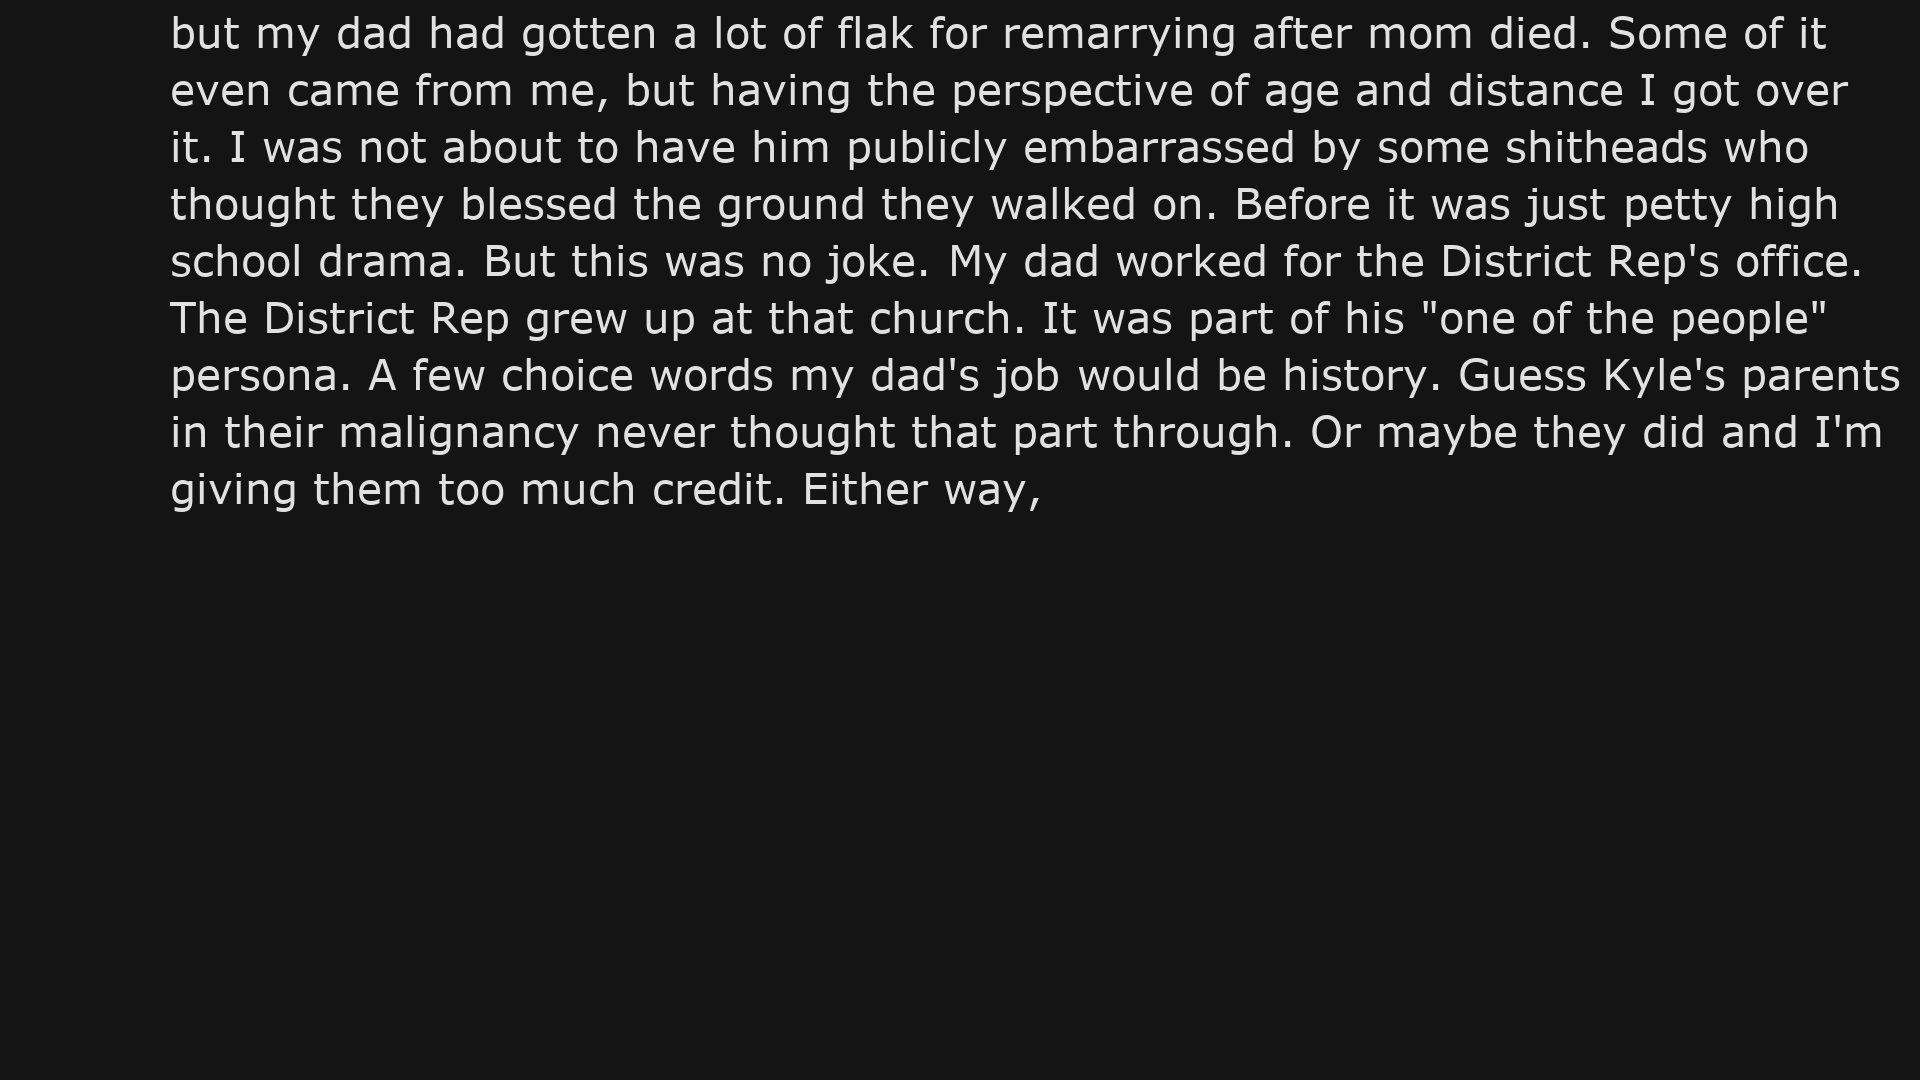 but my dad had gotten a lot of flak for remarrying after mom died. Some of it
even came from me, but having the perspective of age and distance I got over
it. I was not about to have him publicly embarrassed by some shitheads who
thought they blessed the ground they walked on. Before it was just petty high
school drama. But this was no joke. My dad worked for the District Rep's office.
The District Rep grew up at that church. It was part of his "one of the people"
persona. A few choice words my dad's job would be history. Guess Kyle's parents
in their malignancy never thought that part through. Or maybe they did and I'm
giving them too much credit. Either way,